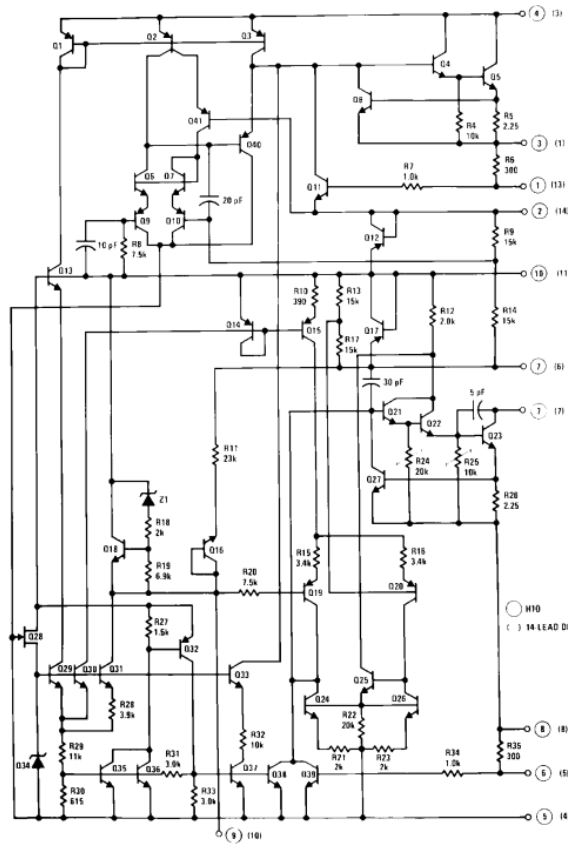 4 (3)
Q1
Q2
Q3
Q4
Q5
Q8
R4
10k
R5
2.25
Q41
Q40
3 (1)
R7
1.0k
R6
300
Q6
Q7
20 pF
Q11
1 (13)
2 (14)
Q9
Q10
10 pF
R8
7.5k
Q12
R9
15k
Q13
10 (11
R10
390
R13
15k
Q14
Q15
Q17
R12
2.0k
R14
15k
R17
15k
7 (6)
30 pF
5 pF
7 (7)
Q21
Q22
Q23
R11
23k
R24
20k
R25
10k
Q27
R26
2.25
Z1
R18
2k
Q18
R19
6.9k
Q16
R15
3.4k
R16
3.4k
R20
7.5k
Q19
Q20
H10
( ) 14-LEAD DI
Q28
R27
1.5k
Q32
Q29
Q30
Q31
Q33
R28
3.9k
Q24
Q25
Q26
R22
20k
8 (8)
R29
11k
R32
10k
R21
2k
R23
2k
R35
300
Q34
Q35
Q36
R31
3.0k
Q37
Q38
Q39
R34
1.0k
6 (5)
R30
615
R33
3.0k
5 (4
9 (10)